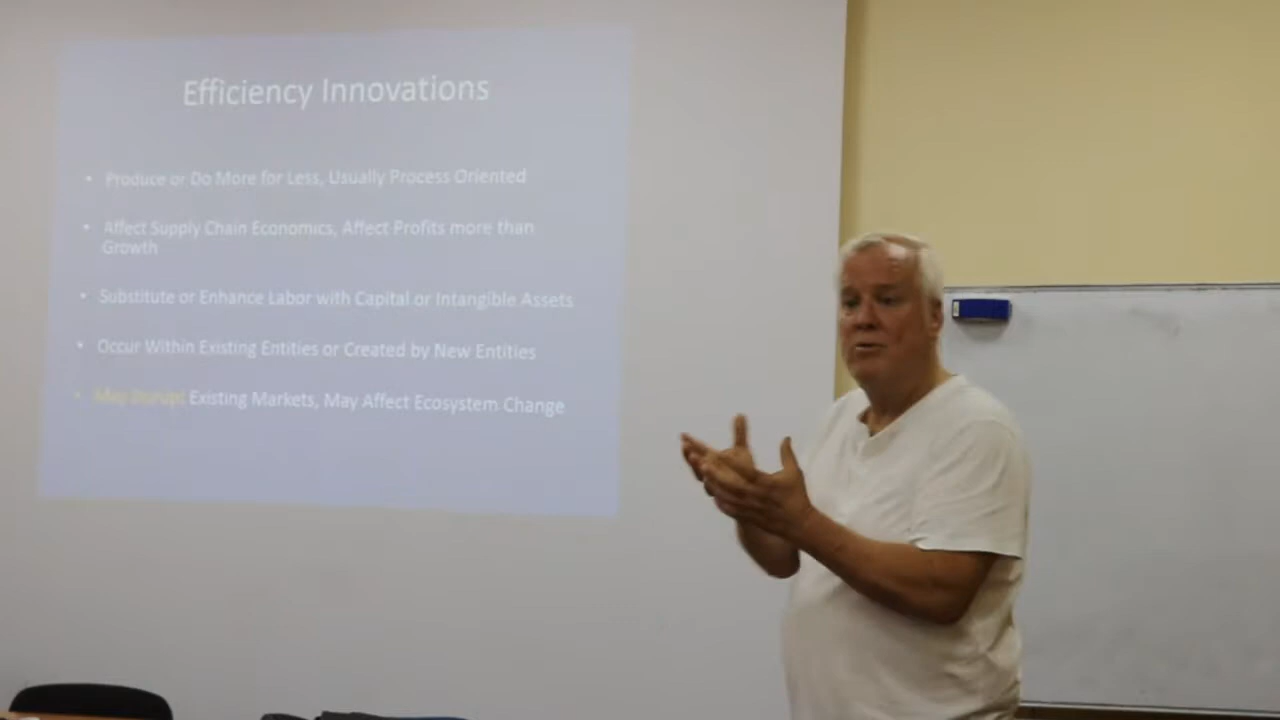 Efficiency Innovations
• Produce or Do More for Less, Usually Process Oriented
• Affect Supply Chain Economics, Affect Profits more than
Growth
• Substitute or Enhance Labor with Capital or Intangible Assets
• Occur Within Existing Entities or Created by New Entities
• May Disrupt Existing Markets, May Affect Ecosystem Change